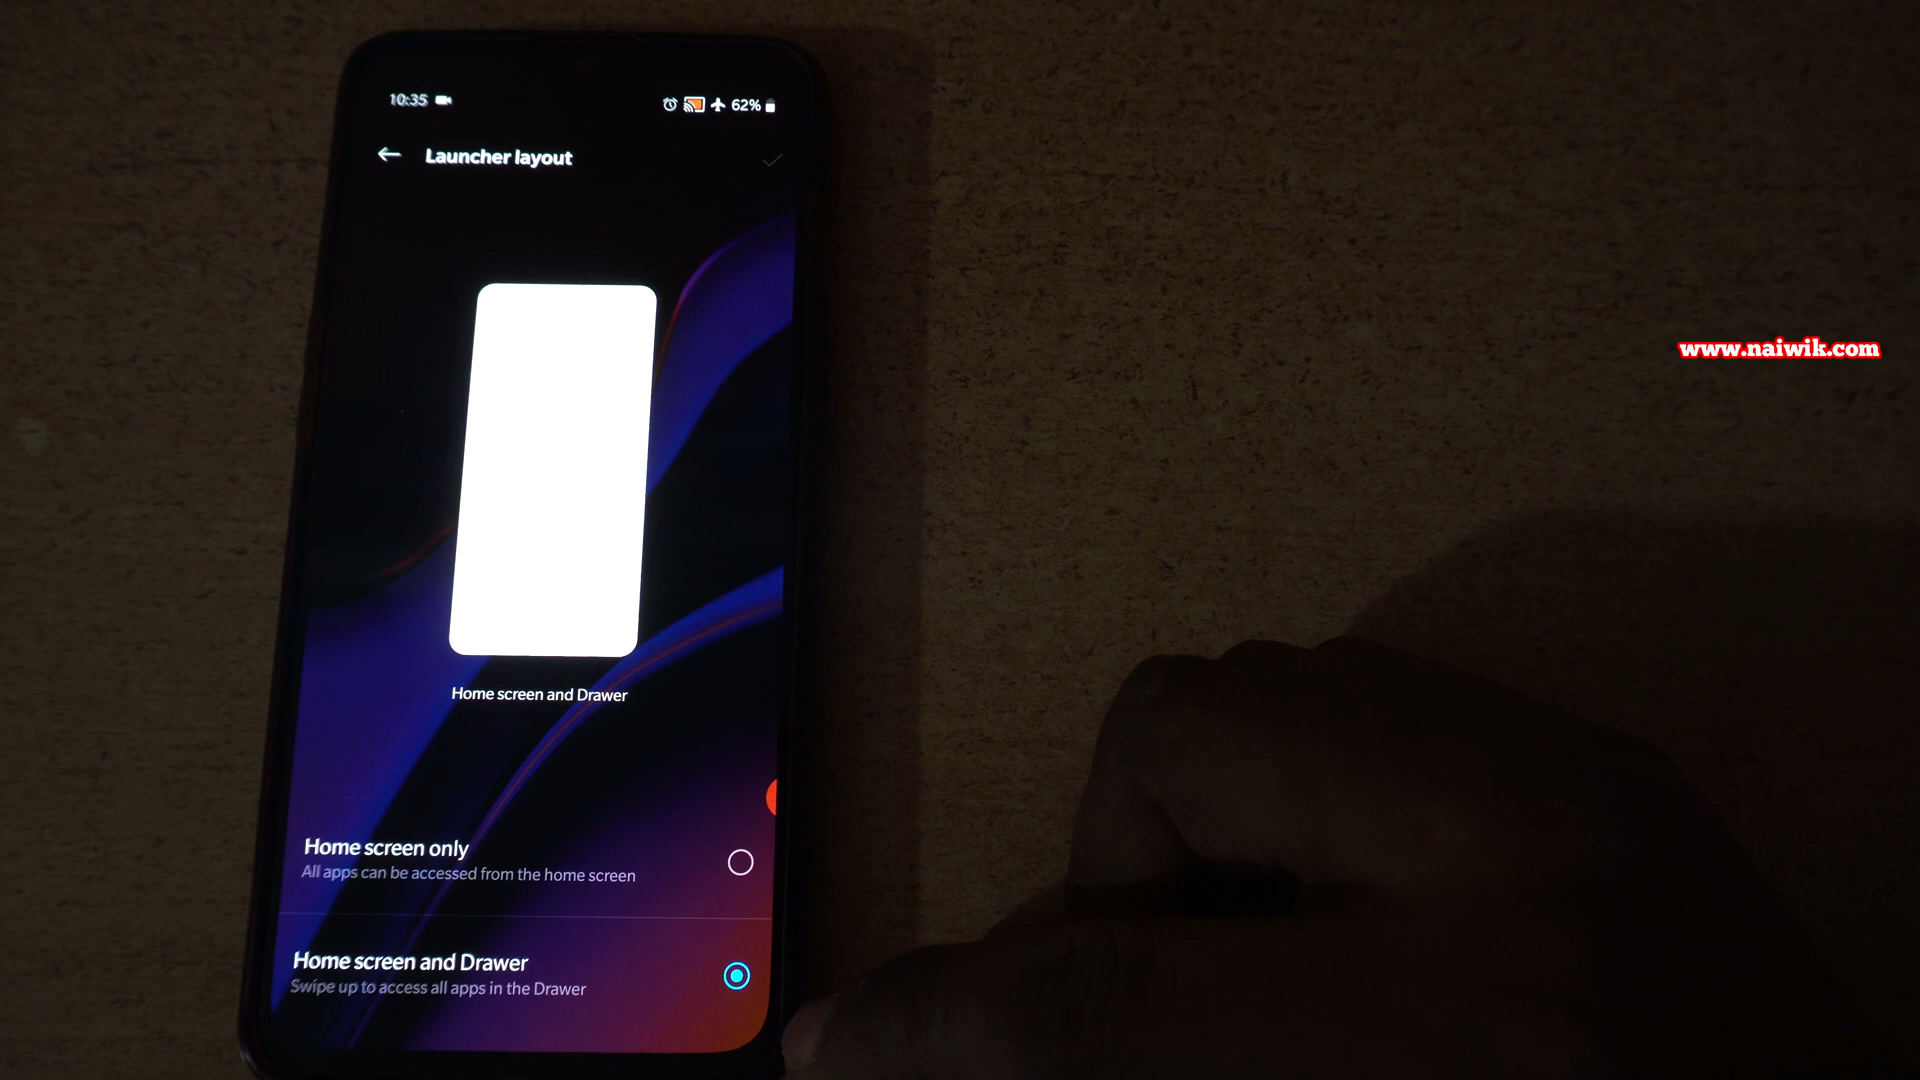 10:35
62%
Launcher layout
www.naiwik.com
Home screen and Drawer
Home screen only
All apps can be accessed from the home screen
Home screen and Drawer
Swipe up to access all apps in the Drawer